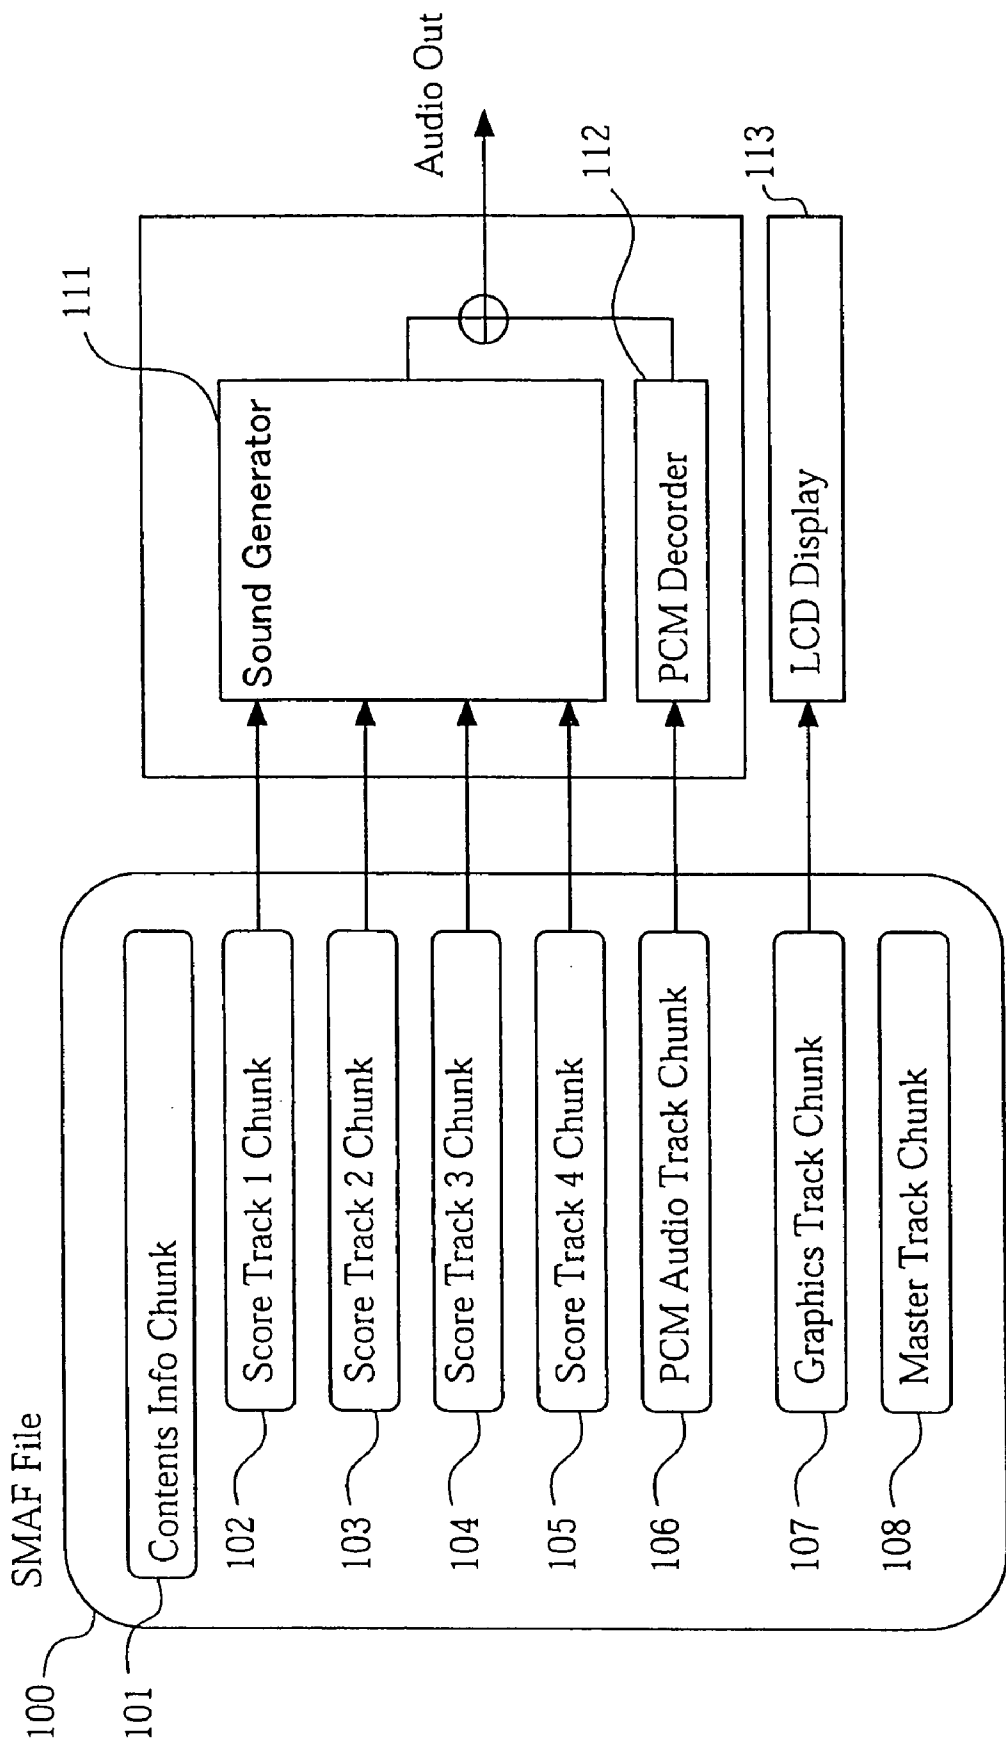 SMAF File
100
101
Contents Info Chunk
102
Score Track 1 Chunk
103
Score Track 2 Chunk
104
Score Track 3 Chunk
105
Score Track 4 Chunk
106
PCM Audio Track Chunk
107
Graphics Track Chunk
108
Master Track Chunk
111
Sound Generator
PCM Decorder
112
LCD Display
113
Audio Out